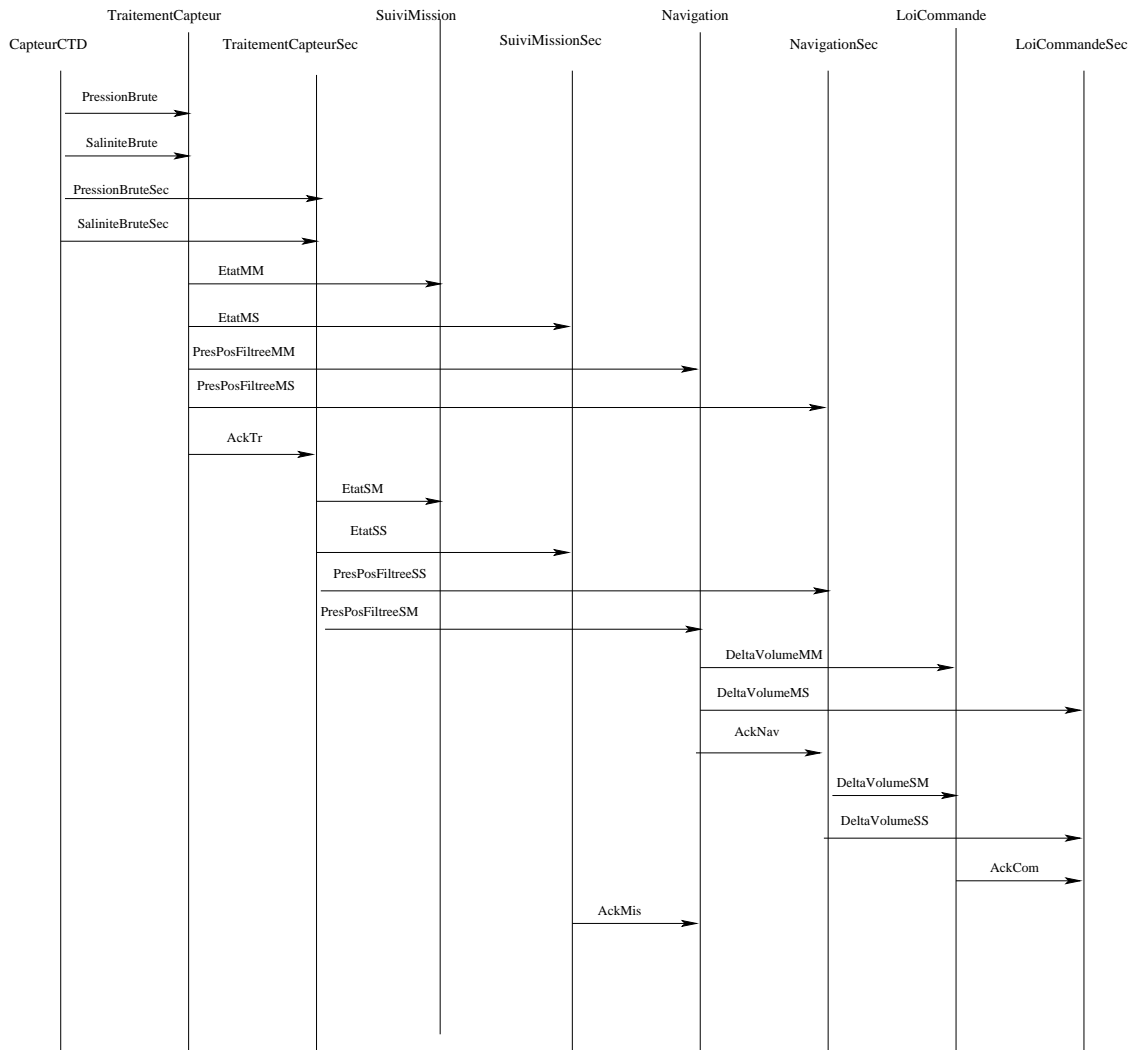 TraitementCapteur
SuiviMission
Navigation
LoiCommande
CapteurCTD
TraitementCapteurSec
SuiviMissionSec
NavigationSec
LoiCommandeSec
PressionBrute
SaliniteBrute
PressionBruteSec
SaliniteBruteSec
EtatMM
EtatMS
PresPosFiltreeMM
PresPosFiltreeMS
AckTr
EtatSM
EtatSS
PresPosFiltreeSS
PresPosFiltreeSM
DeltaVolumeMM
DeltaVolumeMS
AckNav
DeltaVolumeSM
DeltaVolumeSS
AckCom
AckMis